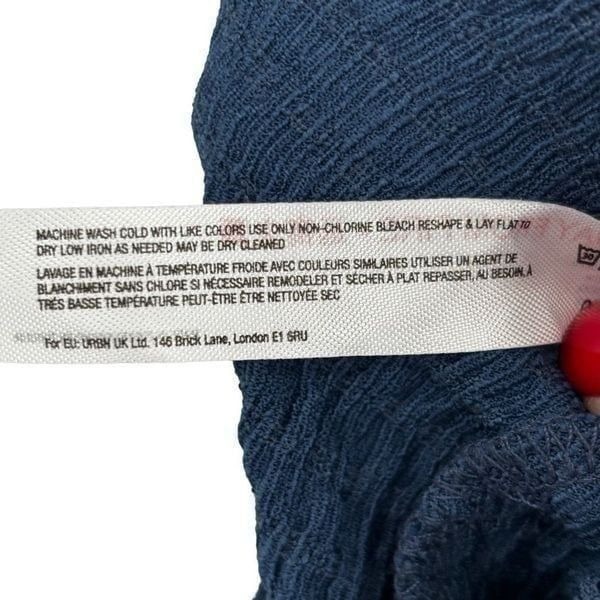 MACHINE WASH COLD WITH LIKE COLORS USE ONLY NON-CHLORINE BLEACH RESHAPE & LAY FLAT TO
DRY LOW IRON AS NEEDED MAY BE DRY CLEANED
LAVAGE EN MACHINE À TEMPÉRATURE FROIDE AVEC COULEURS SIMILAIRES UTILISER UN AGENT DE
BLANCHIMENT SANS CHLORE SI NÉCESSAIRE REMODELER ET SÉCHER À PLAT REPASSER, AU BESOIN, À
TRÉS BASSE TEMPÉRATURE PEUT-ÊTRE ÊTRE NETTOYÉE SEC
For EU: URBN UK Ltd. 146 Brick Lane, London E1 6RU
30